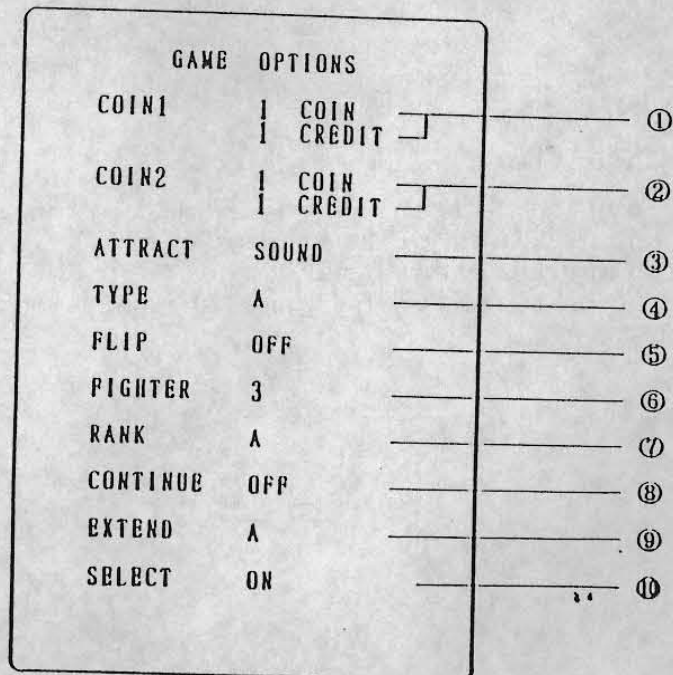 GAME OPTIONS
COIN1 1 COIN ①
1 CREDIT
COIN2 1 COIN ②
1 CREDIT
ATTRACT SOUND ③
TYPE A ④
FLIP OFF ⑤
FIGHTER 3 ⑥
RANK A ⑦
CONTINUE OFF ⑧
EXTEND A ⑨
SELECT ON ⑩